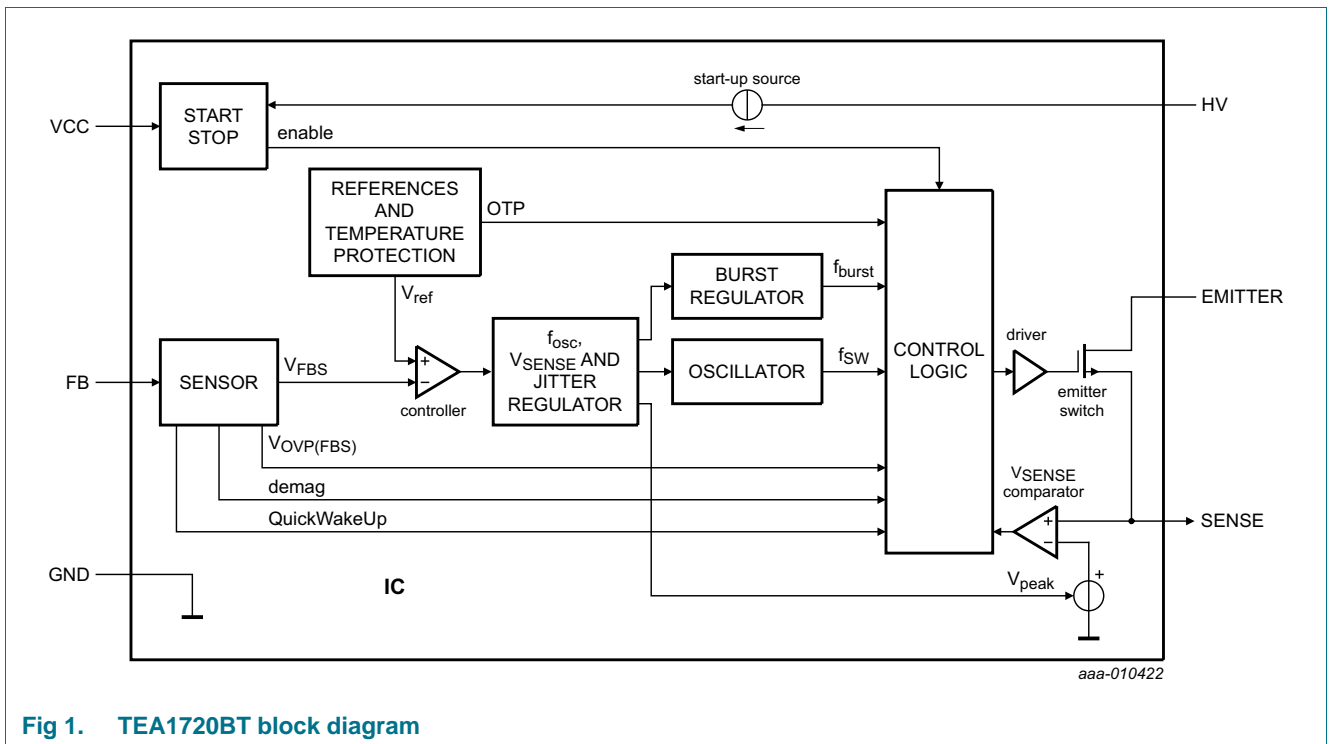 start-up source
HV
VCC
START
STOP
enable
REFERENCES
AND
TEMPERATURE
PROTECTION
OTP
Vref
BURST
REGULATOR
fburst
EMITTER
FB
SENSOR
VFBS
+
−
controller
fosc,
VSENSE AND
JITTER
REGULATOR
OSCILLATOR
fSW
CONTROL
LOGIC
driver
emitter
switch
VOVP(FBS)
demag
QuickWakeUp
VSENSE
comparator
+
−
SENSE
GND
IC
Vpeak
+
aaa-010422
Fig 1. TEA1720BT block diagram